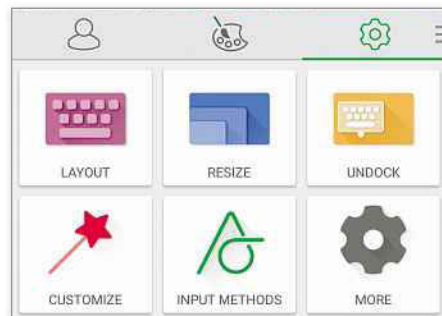 LAYOUT
RESIZE
UNDOCK
CUSTOMIZE
INPUT METHODS
MORE